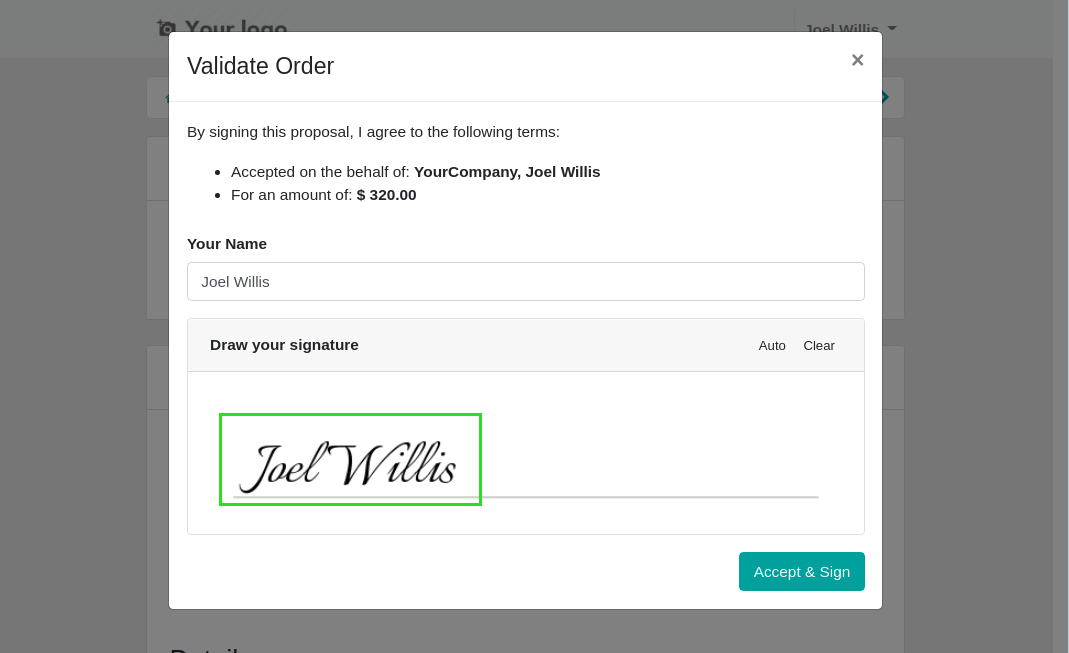 Your logo
Joel Willis
Validate Order
×
By signing this proposal, I agree to the following terms:
• Accepted on the behalf of: YourCompany, Joel Willis
• For an amount of: $ 320.00
Your Name
Joel Willis
Draw your signature Auto Clear
Joel Willis
Accept & Sign